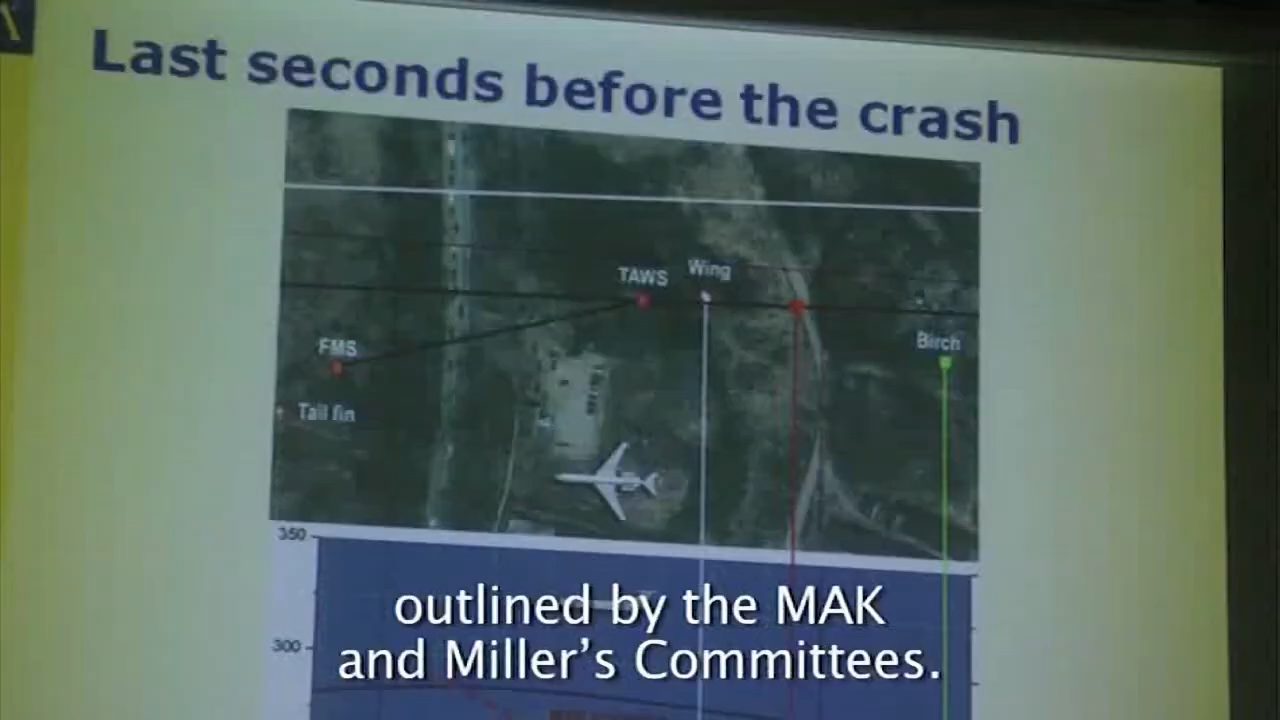 Last seconds before the crash
TAWS
Wing
FMS
Birch
Tail fin
350
300
outlined by the MAK
and Miller's Committees.